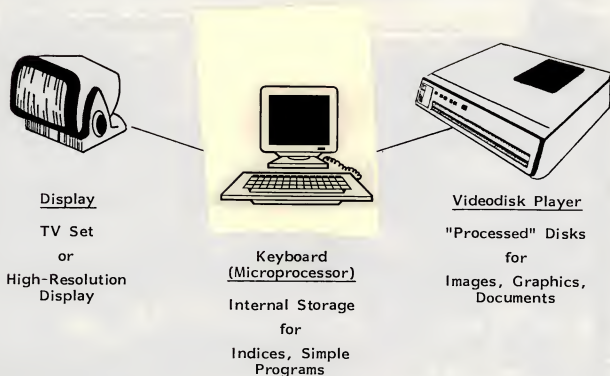 Display
TV Set
or
High-Resolution
Display
Keyboard
(Microprocessor)
Internal Storage
for
Indices, Simple
Programs
Videodisk Player
"Processed" Disks
for
Images, Graphics,
Documents